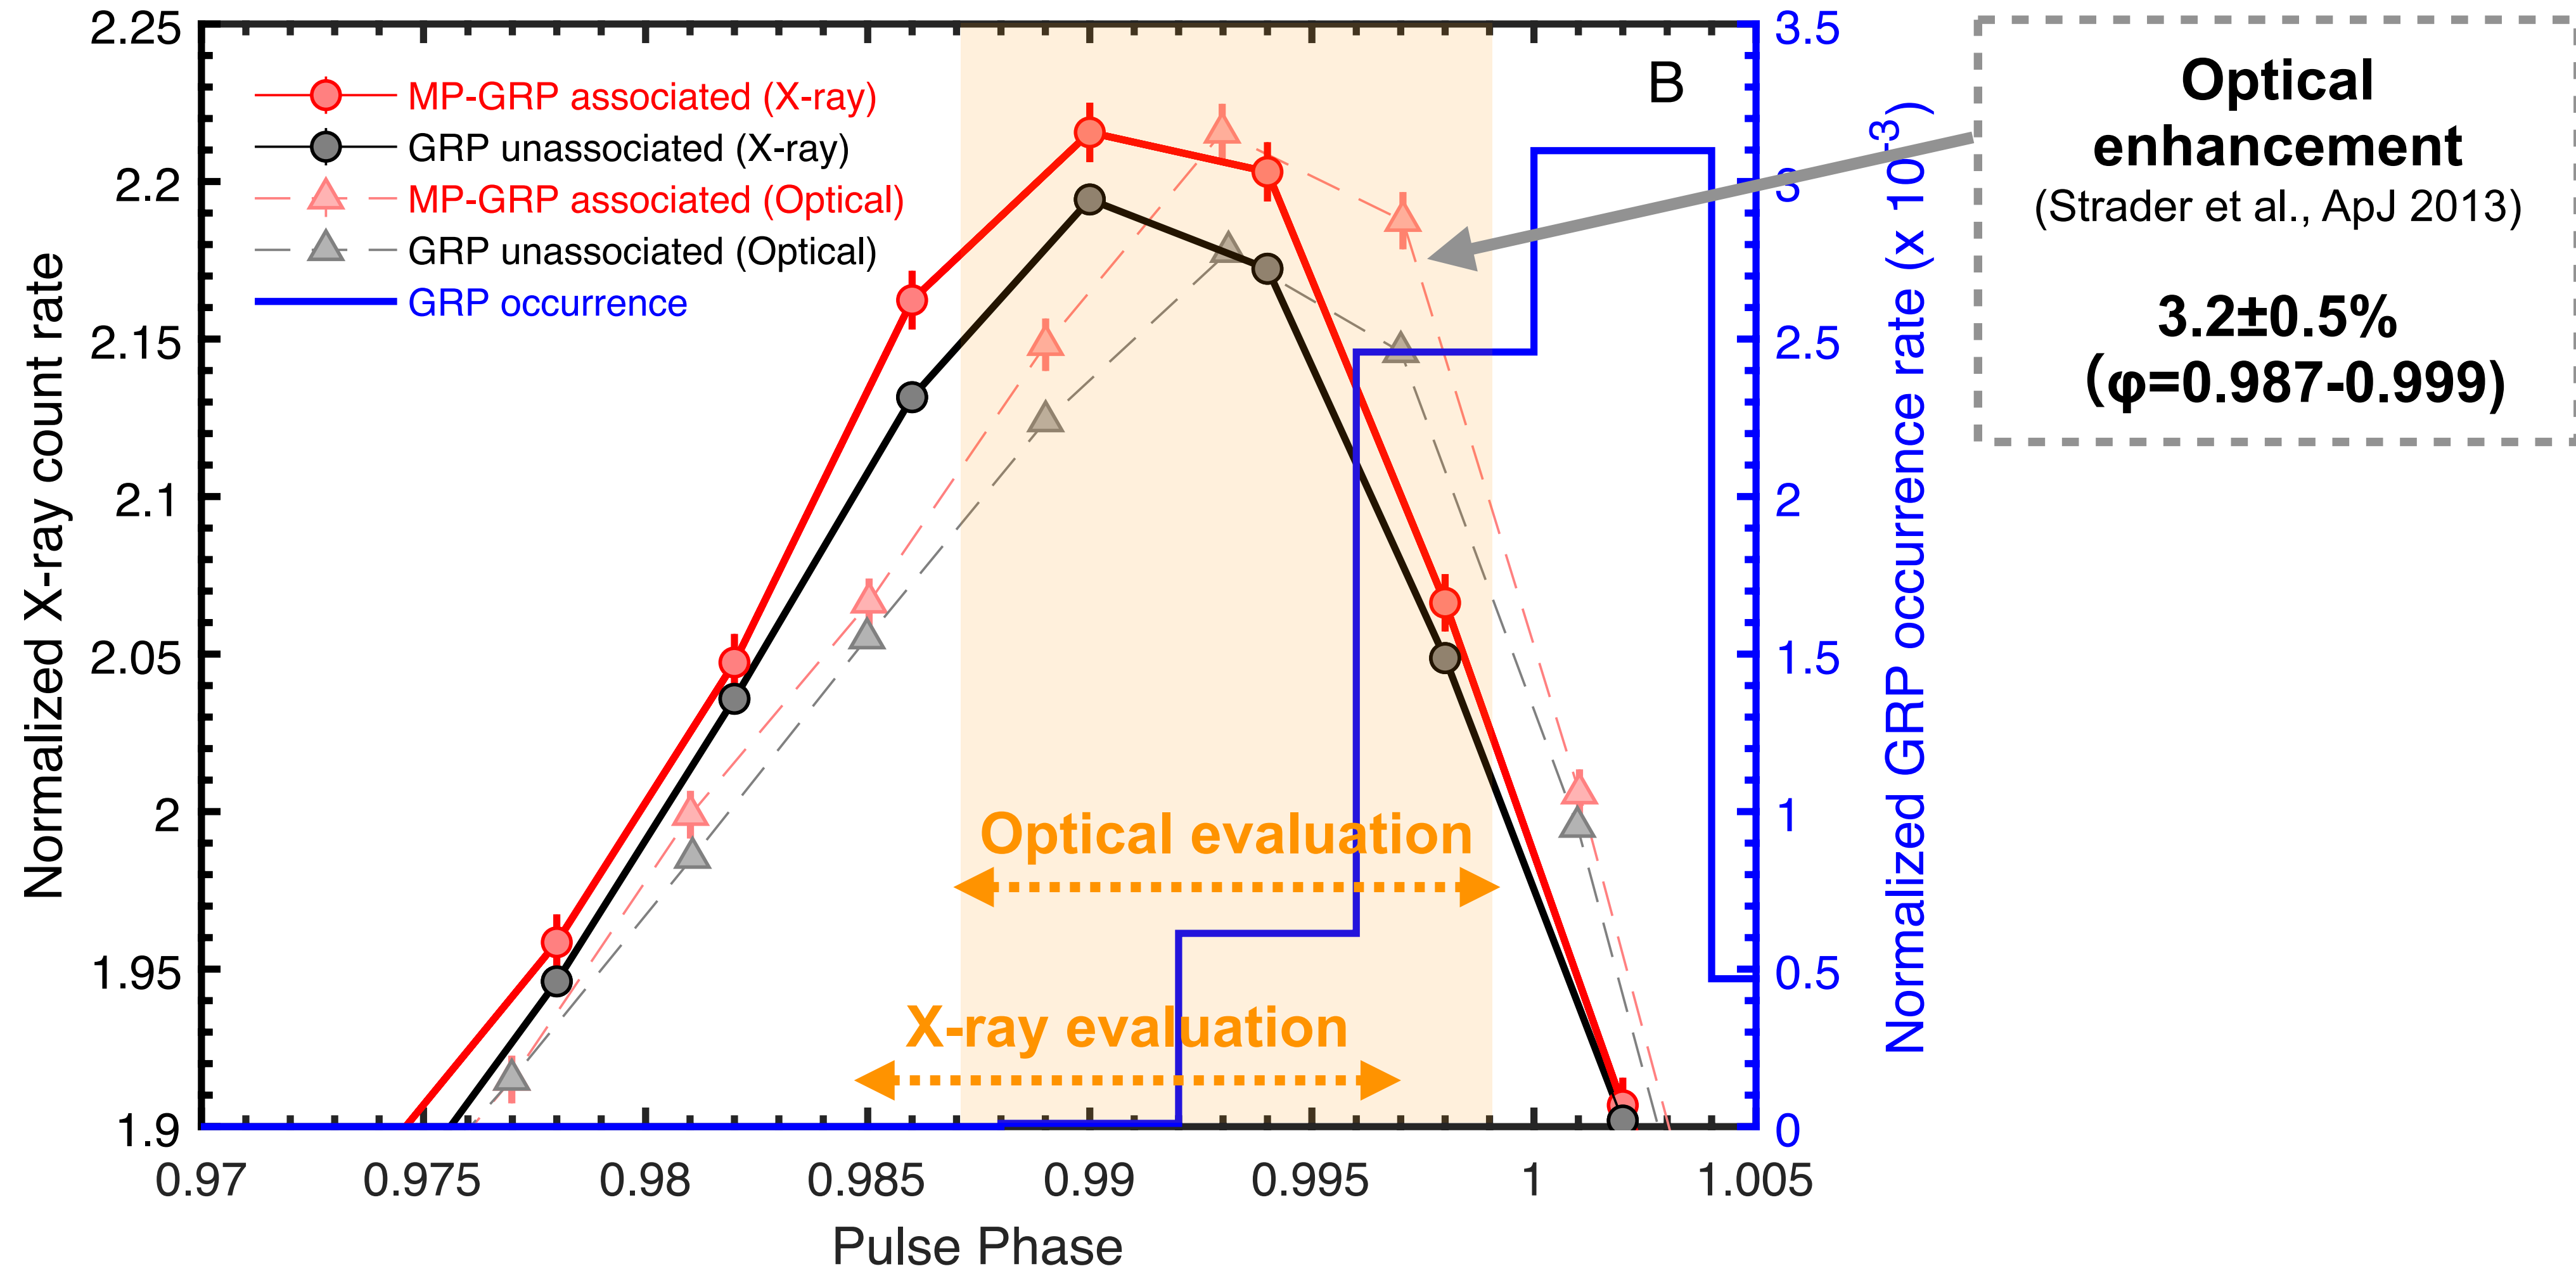 B
MP-GRP associated (X-ray)
GRP unassociated (X-ray)
MP-GRP associated (Optical)
GRP unassociated (Optical)
GRP occurrence
Normalized X-ray count rate
2.25
2.2
2.15
2.1
2.05
2
1.95
1.9
Optical evaluation
X-ray evaluation
0.97
0.975
0.98
0.985
0.99
0.995
1
1.005
Pulse Phase
3.5
3
2.5
2
1.5
1
0.5
0
Normalized GRP occurrence rate (x 10⁻³)
Optical
enhancement
(Strader et al., ApJ 2013)
3.2±0.5%
(φ=0.987-0.999)